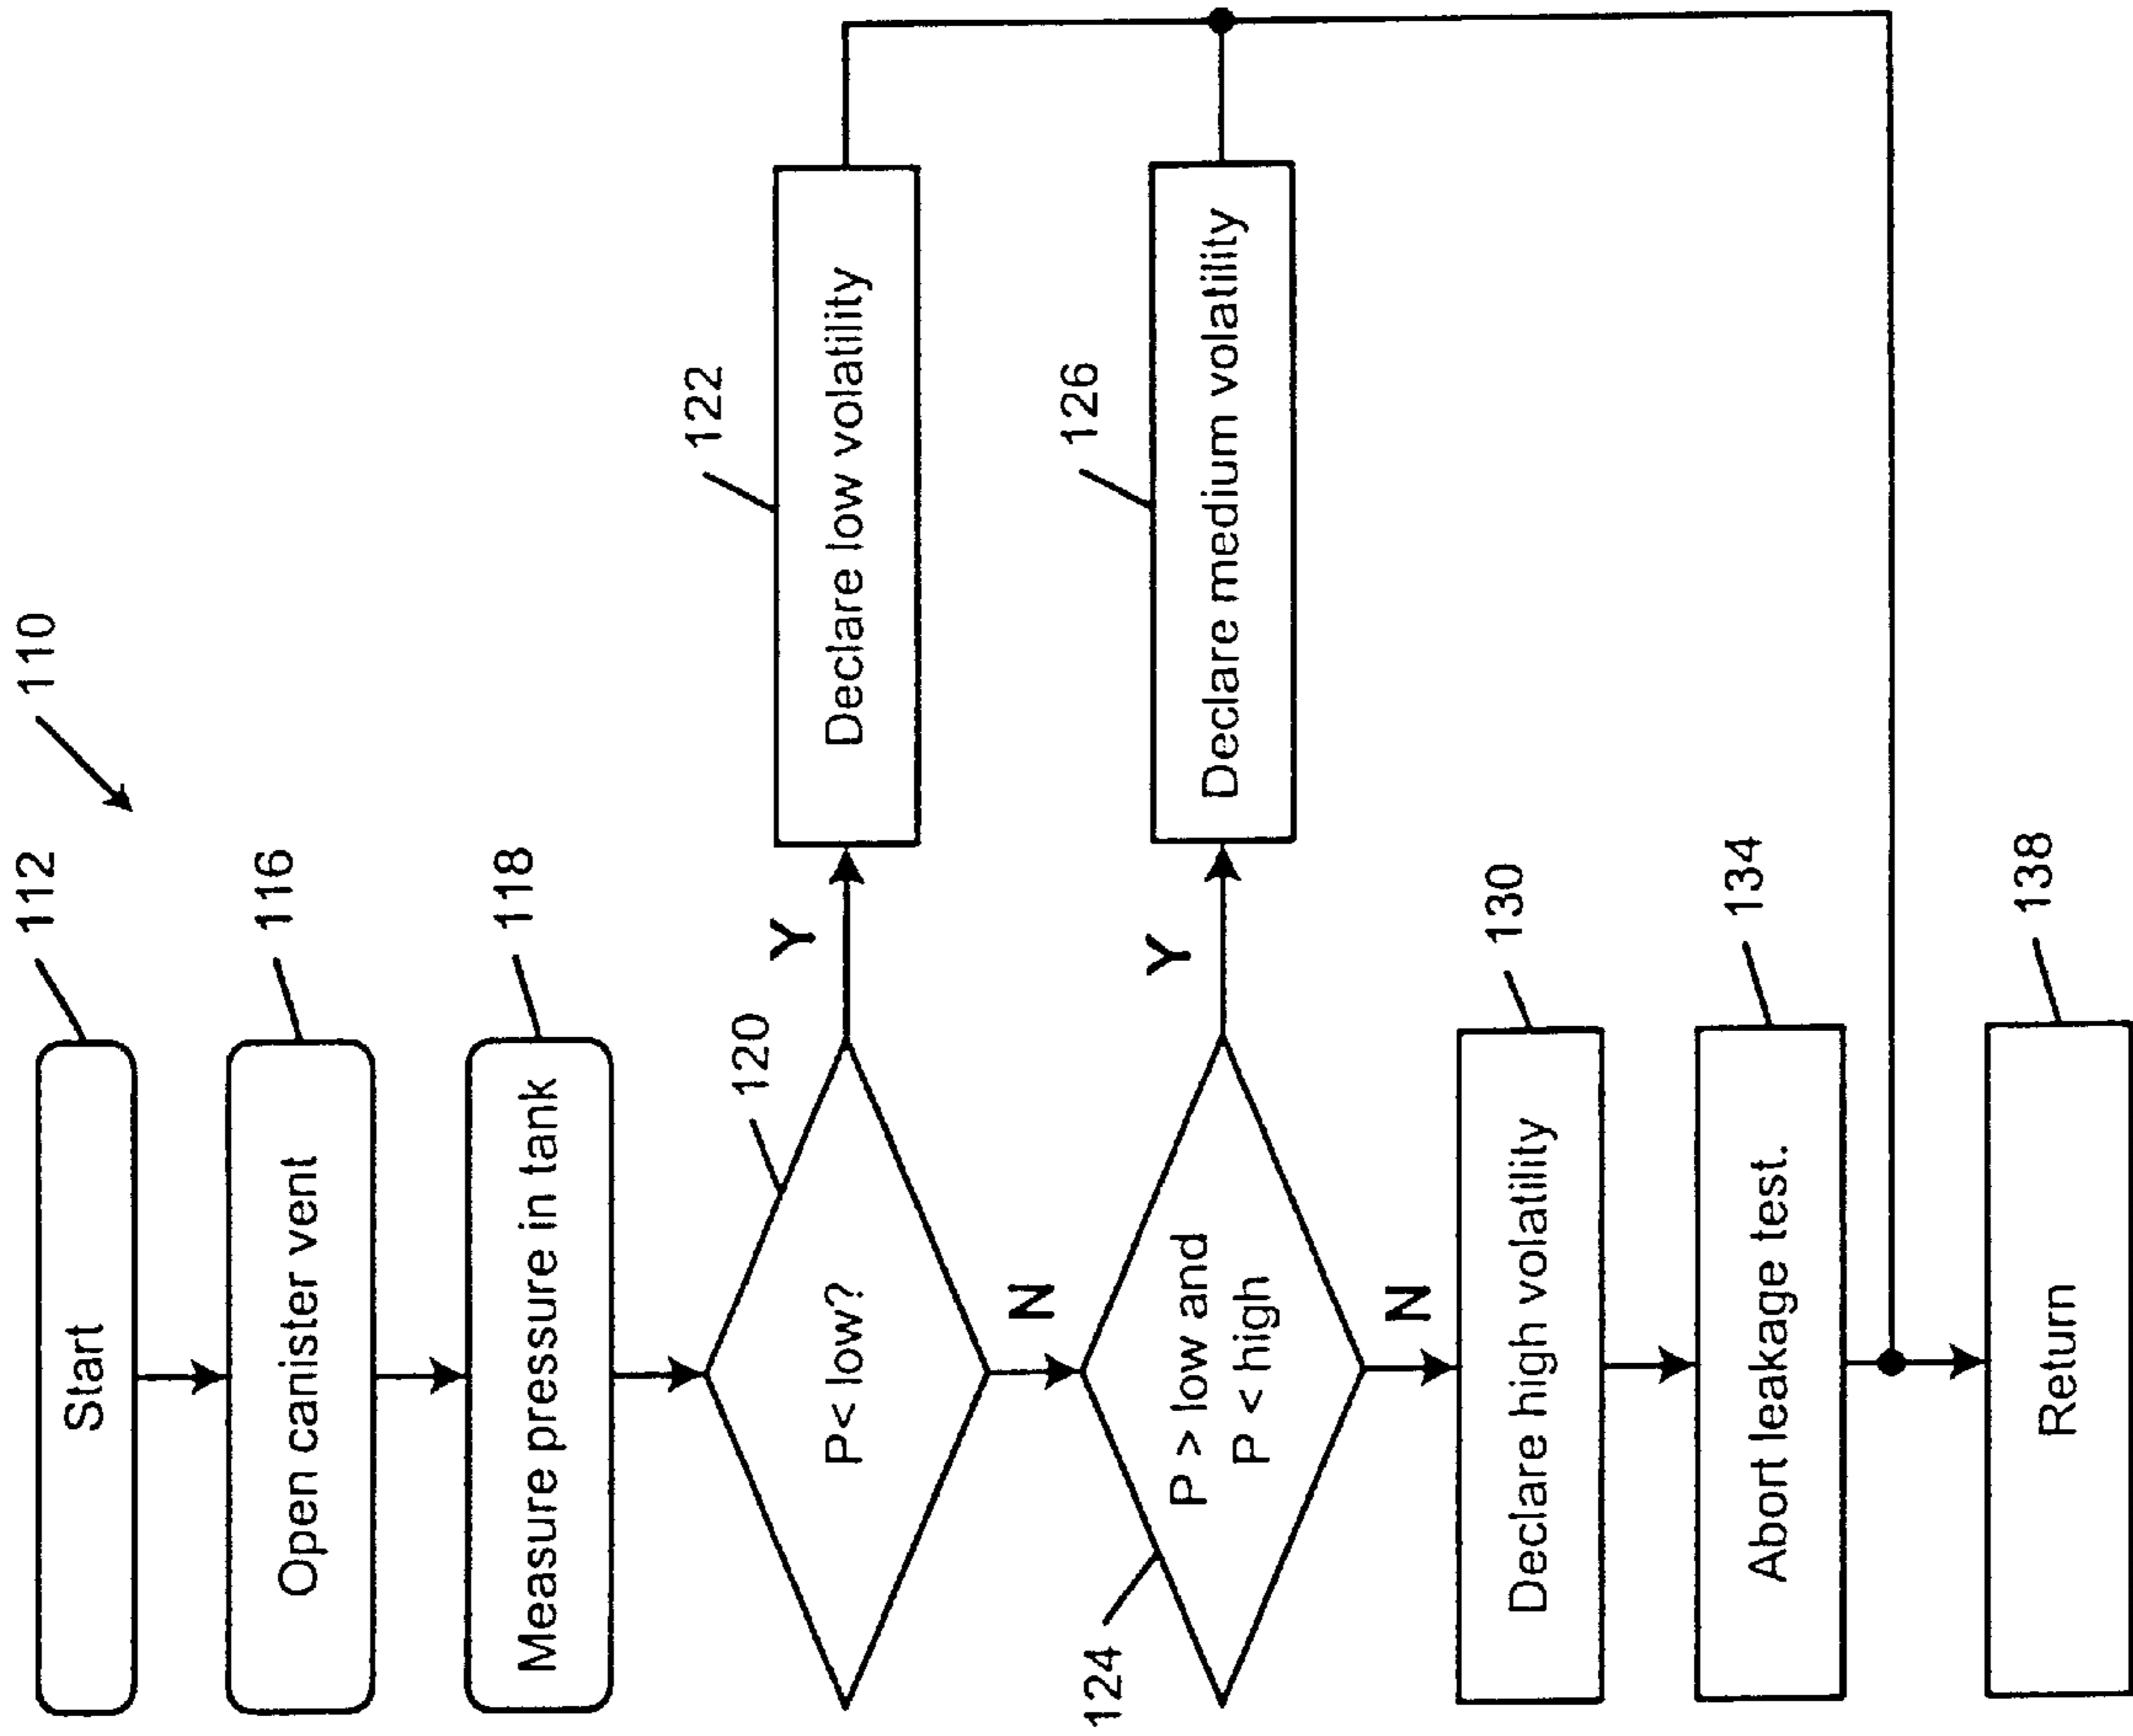 110
112
Start
116
Open canister vent
118
Measure pressure in tank
120
P< low?
Y
122
Declare low volatility
N
124
P > low and
P < high
Y
126
Declare medium volatility
N
130
Declare high volatility
134
Abort leakage test.
138
Return